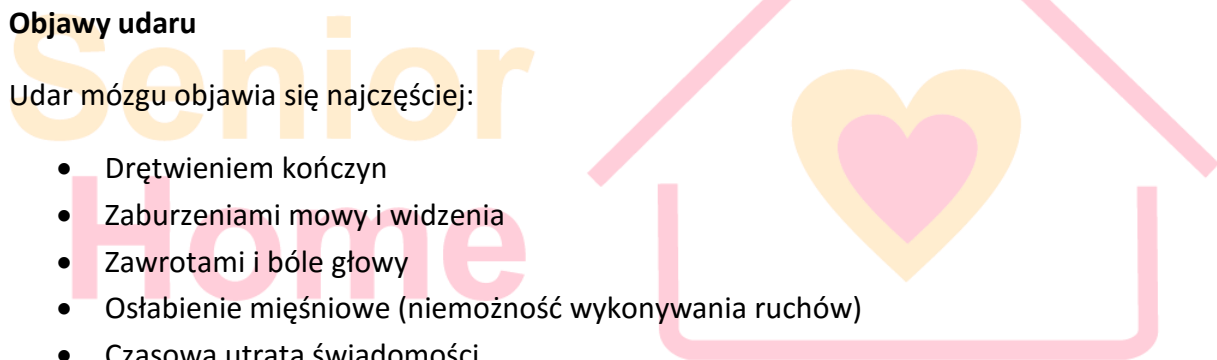 Objawy udaru
Udar mózgu objawia się najczęściej:
• Drętwieniem kończyn
• Zaburzeniami mowy i widzenia
• Zawrotami i bóle głowy
• Osłabienie mięśniowe (niemożność wykonywania ruchów)
• Czasowa utrata świadomości
Senior
Home